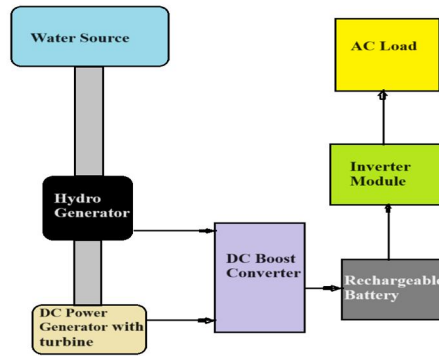 Water Source
AC Load
Inverter
Module
Hydro
Generator
DC Boost
Converter
Rechargeable
Battery
DC Power
Generator with
turbine